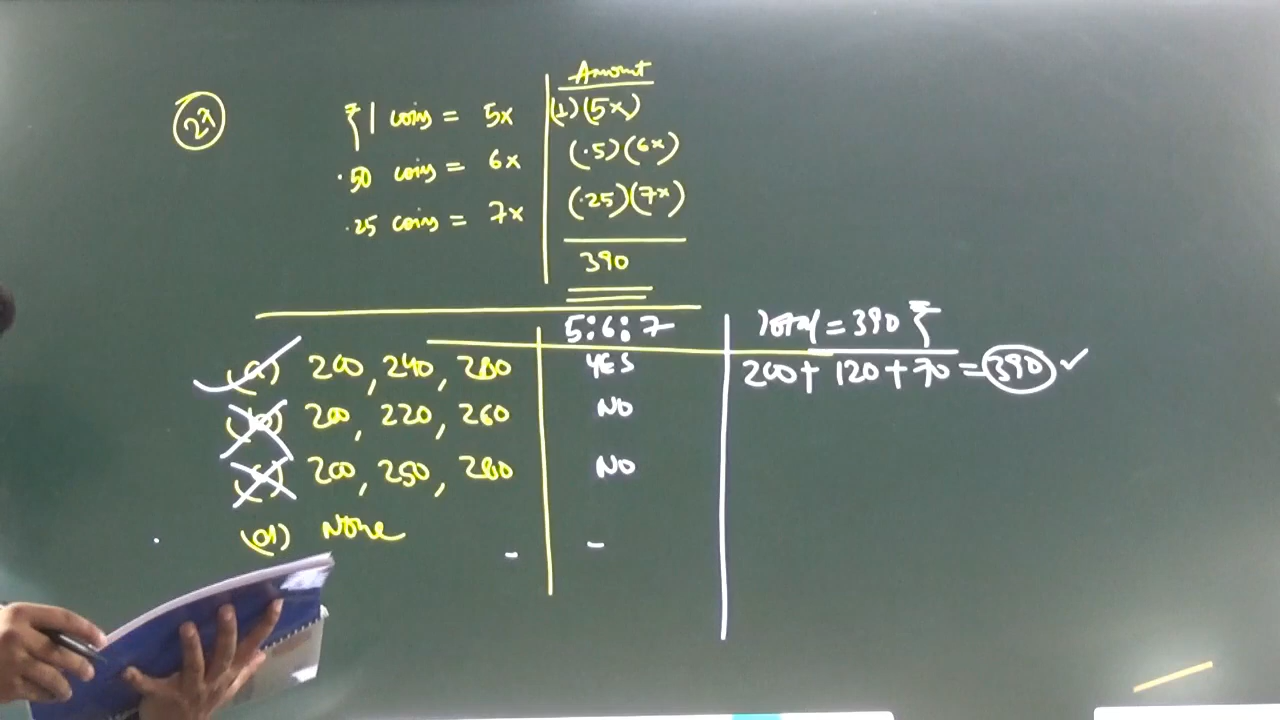 Amount
2x ₹1 coins = 5x (1)(5x)
.50 coins = 6x (.5)(6x)
.25 coins = 7x (.25)(7x)
390
5:6:7 Total = 390 ₹
(a) 200, 240, 280 YES 200 + 120 + 70 = 390 ✓
(b) 200, 220, 260 NO
(c) 200, 250, 280 NO
(d) None - -